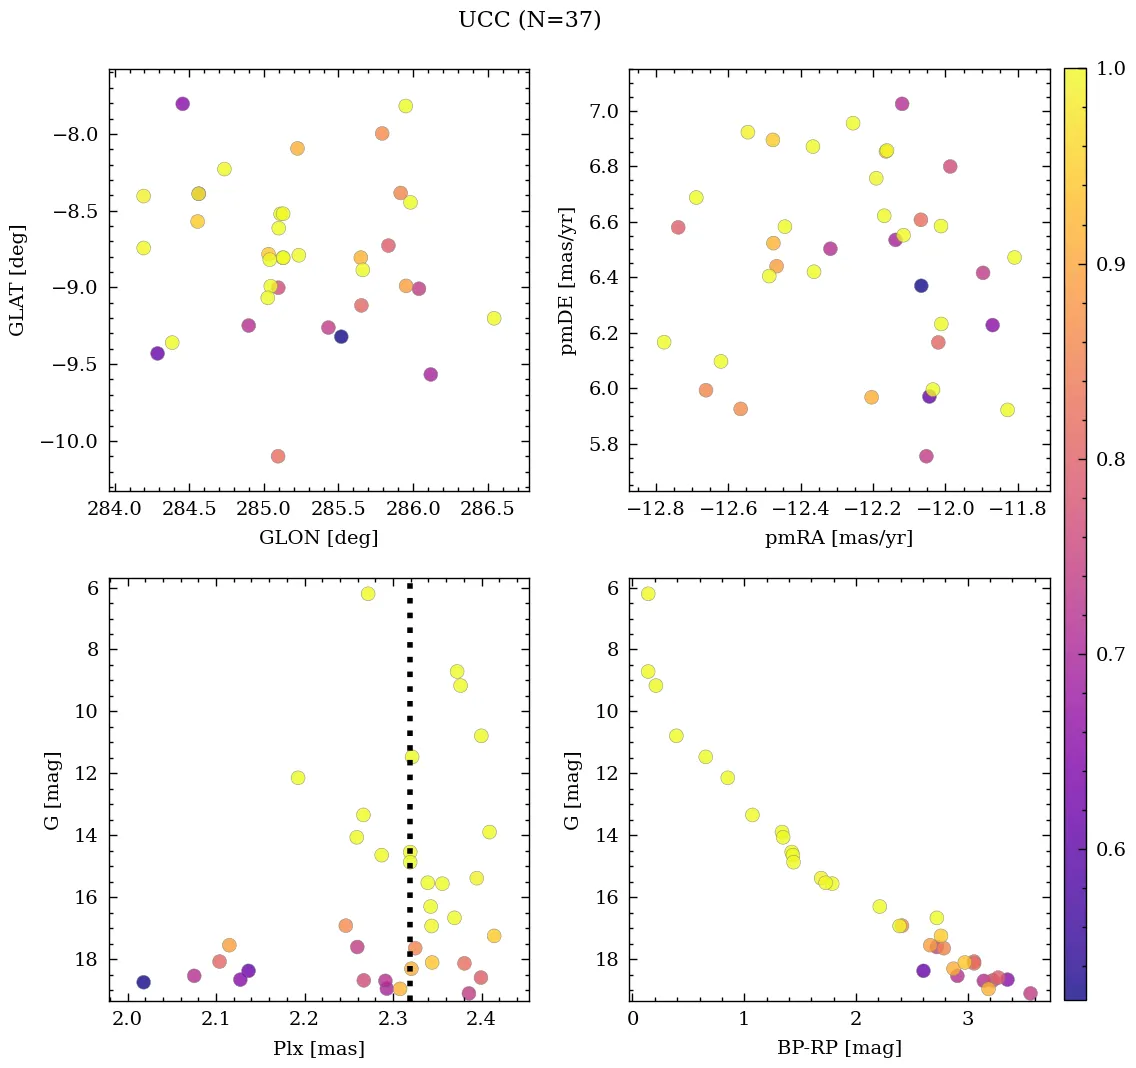 UCC (N=37)
−8.0
−8.5
−9.0
−9.5
−10.0
GLAT [deg]
284.0 284.5 285.0 285.5 286.0 286.5
GLON [deg]
7.0
6.8
6.6
6.4
6.2
6.0
5.8
pmDE [mas/yr]
−12.8 −12.6 −12.4 −12.2 −12.0 −11.8
pmRA [mas/yr]
1.0
0.9
0.8
0.7
0.6
6
8
10
12
14
16
18
G [mag]
2.0 2.1 2.2 2.3 2.4
Plx [mas]
6
8
10
12
14
16
18
G [mag]
0 1 2 3
BP-RP [mag]